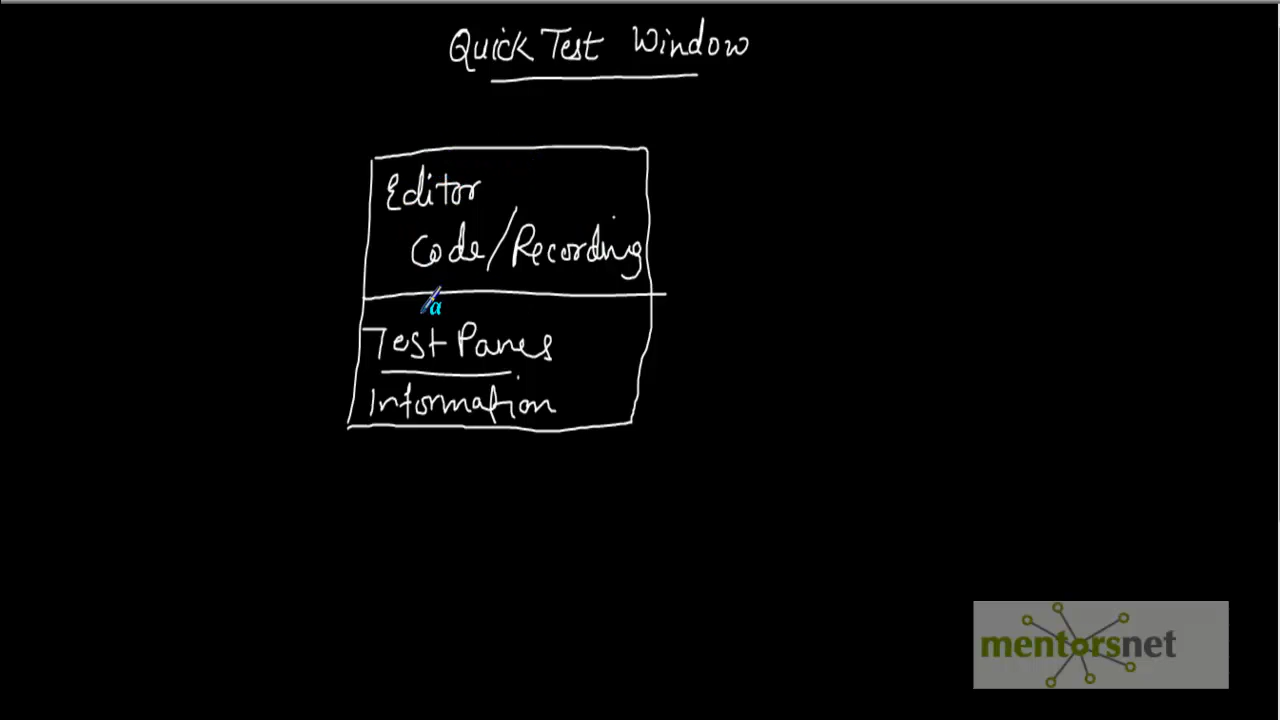 Quick Test Window
Editor
Code/Recording
a
Test Panes
Information
mentorsnet